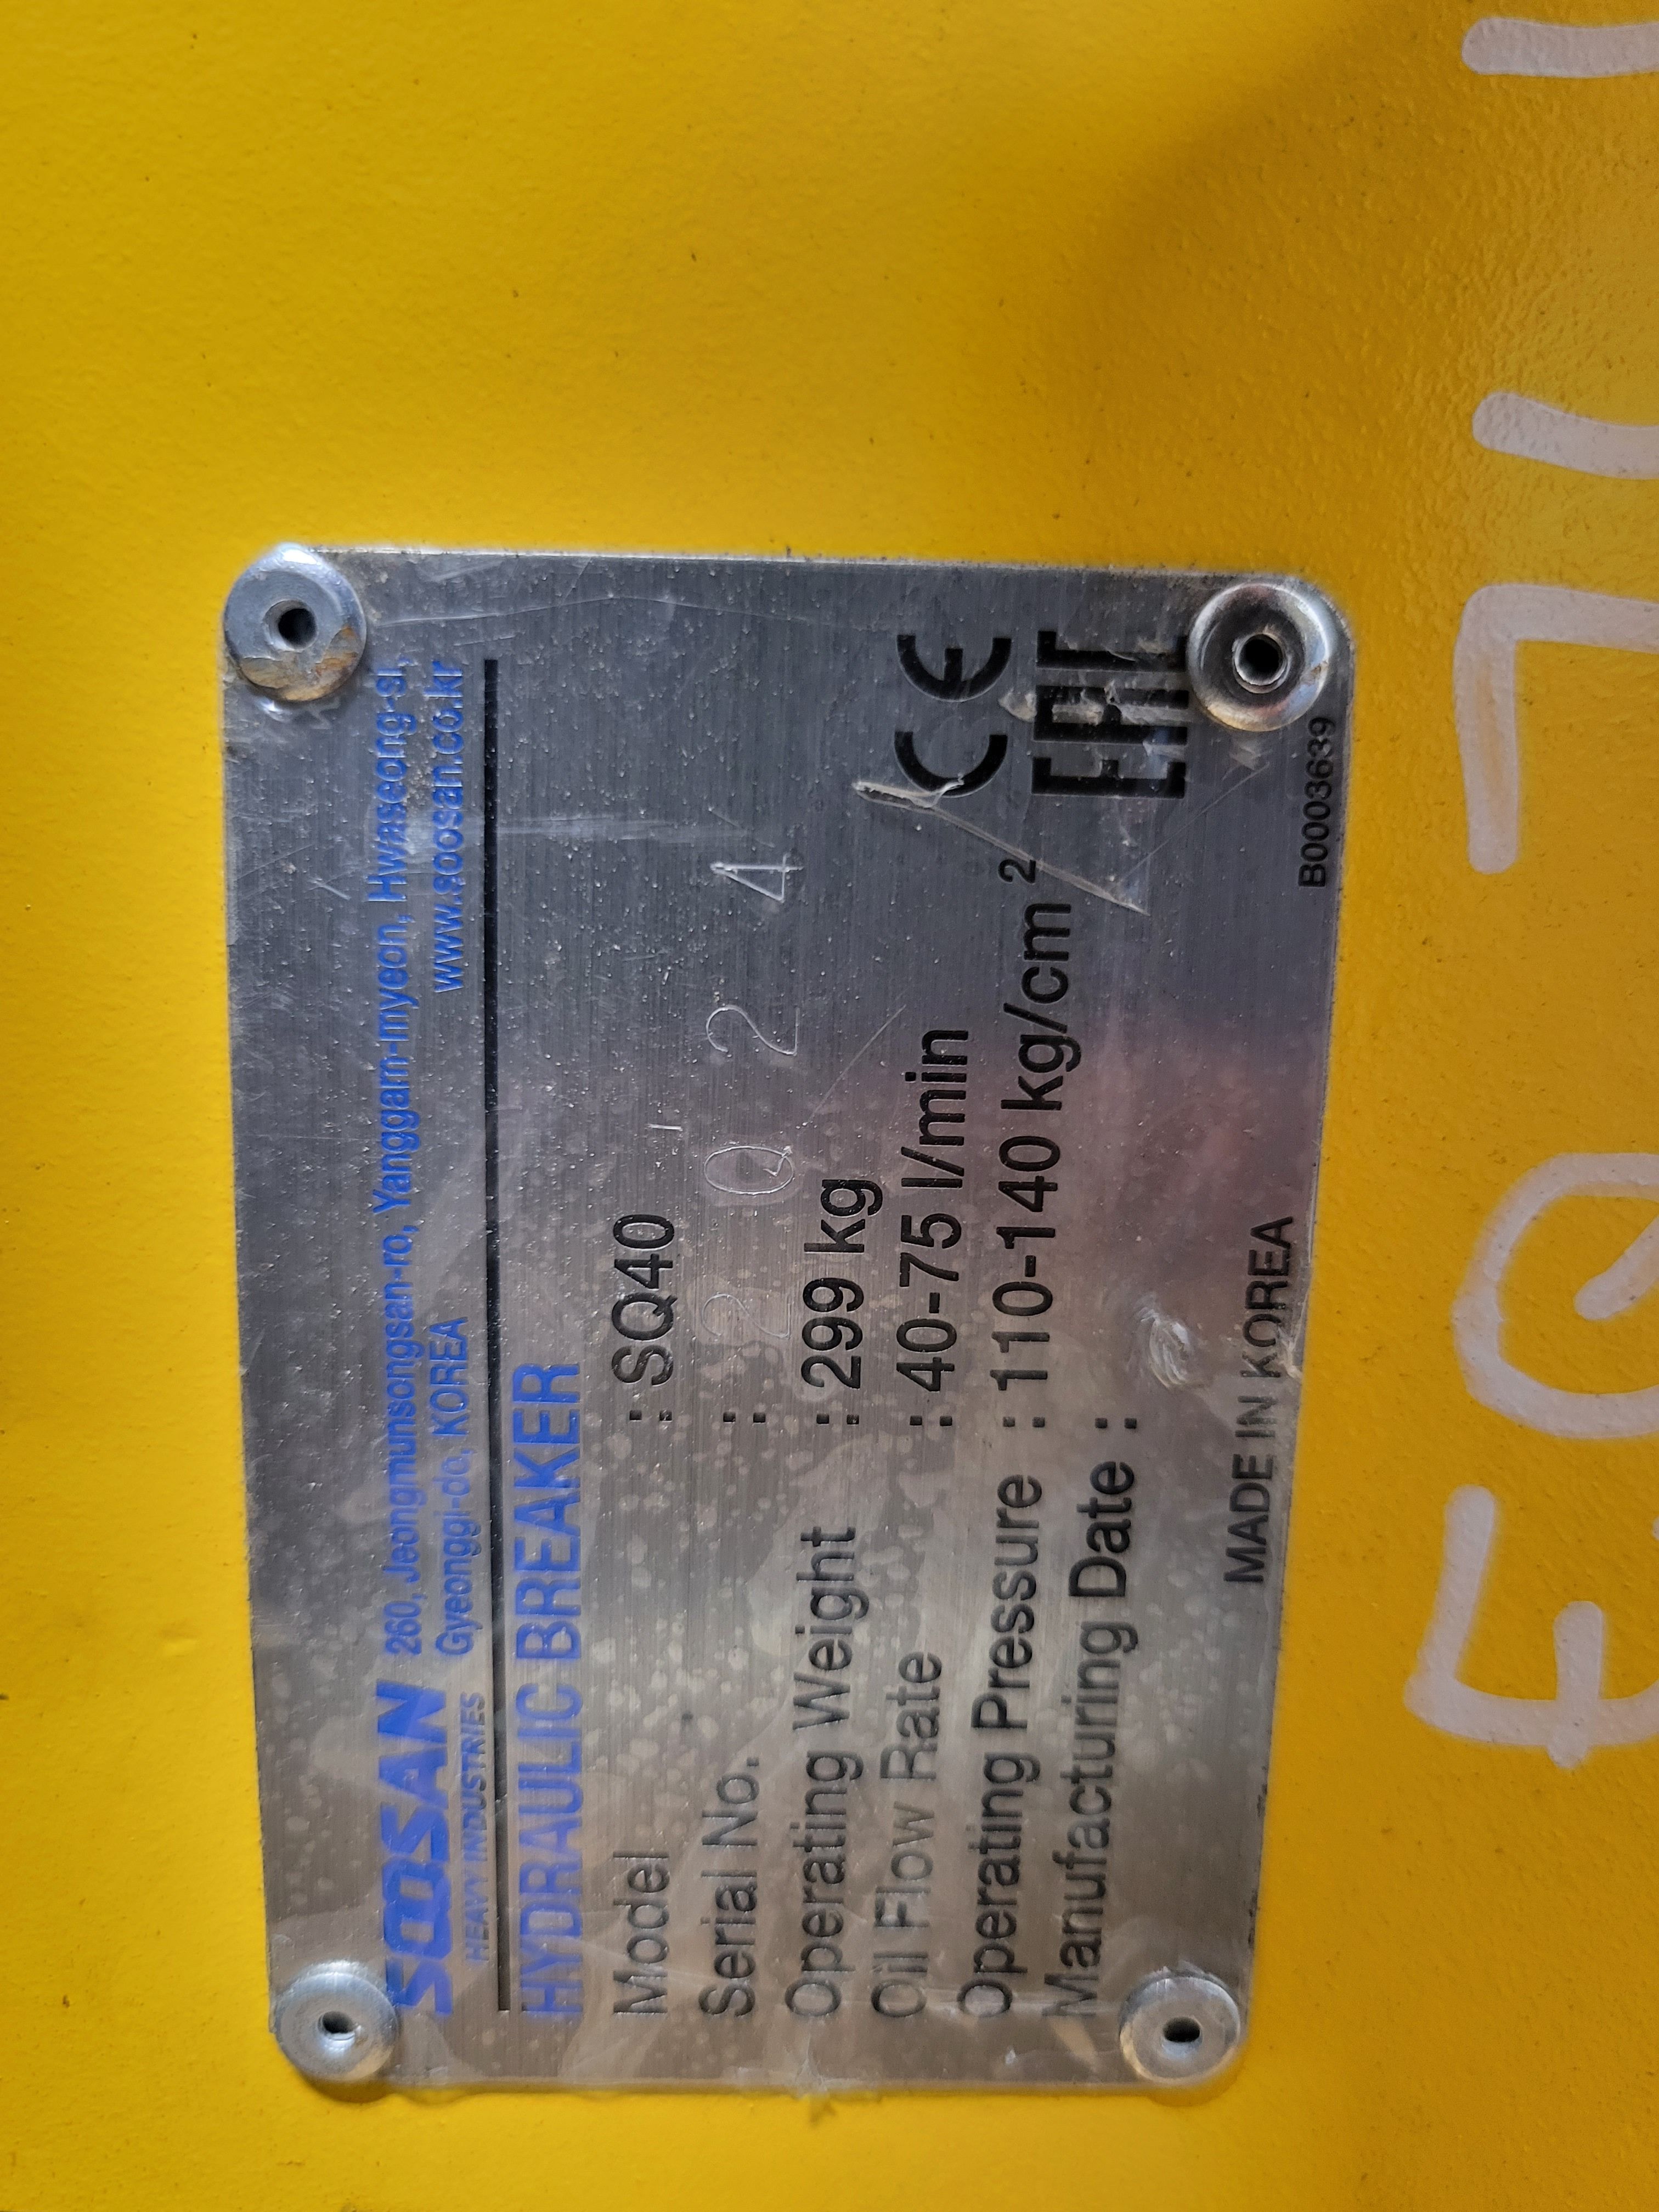 SOOSAN
HEAVY INDUSTRIES
260, Jeongmunsongsan-ro, Yanggam-myeon, Hwaseong-si,
Gyeonggi-do, KOREA www.soosan.co.kr
HYDRAULIC BREAKER
Model : SQ40
Serial No. : 2024
Operating Weight : 299 kg
Oil Flow Rate : 40-75 l/min
Operating Pressure : 110-140 kg/cm²
Manufacturing Date :
CE
EAC
MADE IN KOREA
B0003639